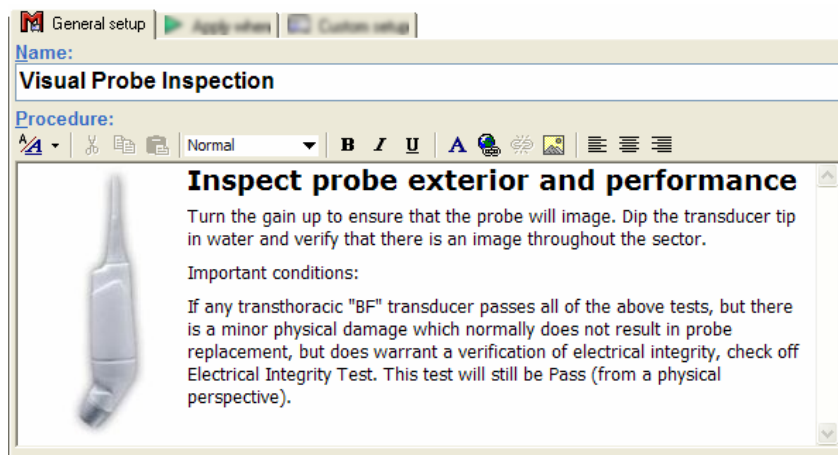 General setup
Name:
Visual Probe Inspection
Procedure:
Normal
B I U A
Inspect probe exterior and performance
Turn the gain up to ensure that the probe will image. Dip the transducer tip
in water and verify that there is an image throughout the sector.
Important conditions:
If any transthoracic "BF" transducer passes all of the above tests, but there
is a minor physical damage which normally does not result in probe
replacement, but does warrant a verification of electrical integrity, check off
Electrical Integrity Test. This test will still be Pass (from a physical
perspective).